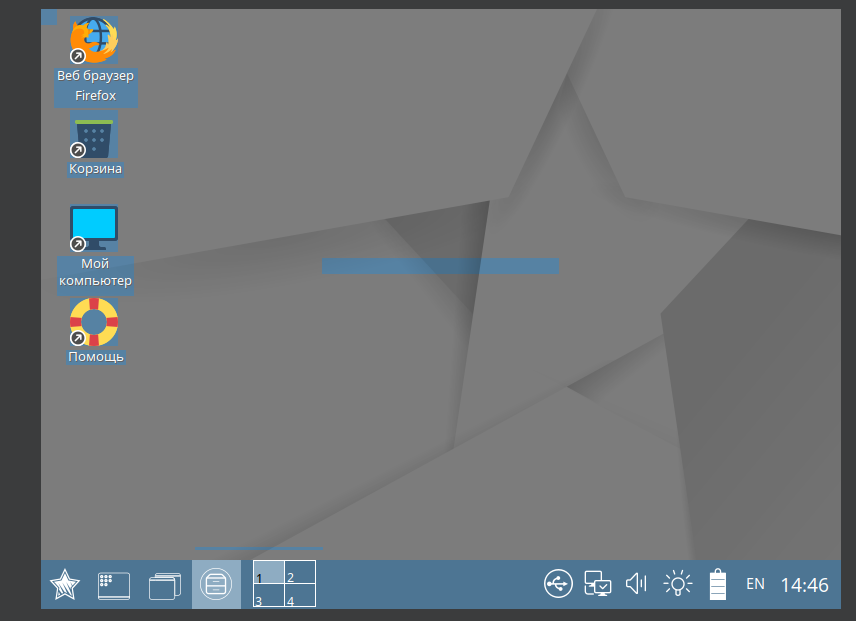 Веб браузер
Firefox
Корзина
Мой
компьютер
Помощь
1 2
3 4
EN 14:46